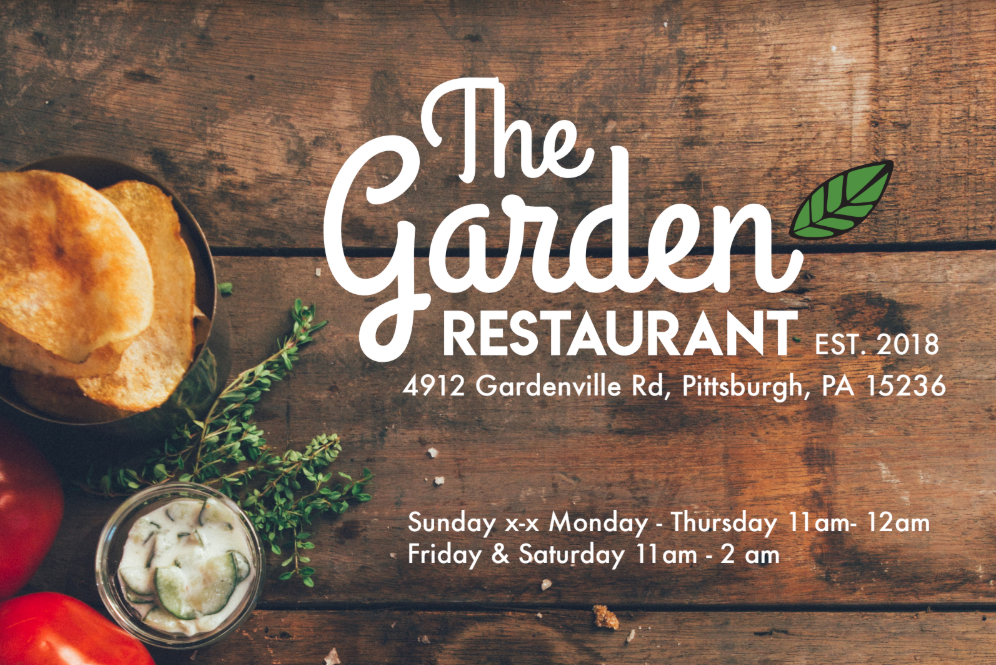 The
Garden
RESTAURANT EST. 2018
4912 Gardenville Rd, Pittsburgh, PA 15236
Sunday x-x Monday - Thursday 11am- 12am
Friday & Saturday 11am - 2 am